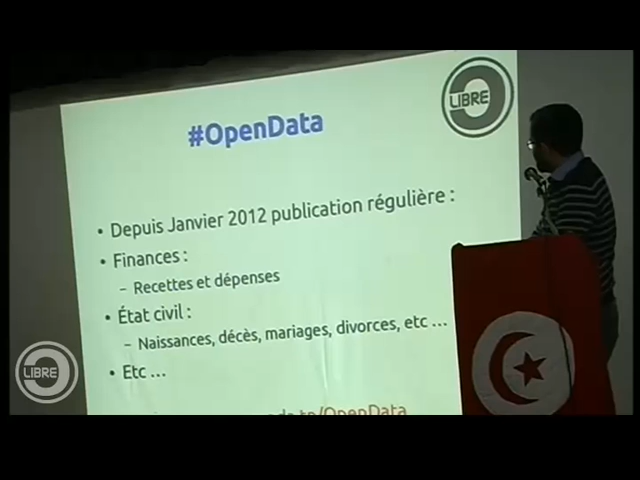 LIBRE
#OpenData
• Depuis Janvier 2012 publication régulière :
• Finances :
– Recettes et dépenses
• État civil :
– Naissances, décès, mariages, divorces, etc ...
• Etc ...
/OpenData
LIBRE